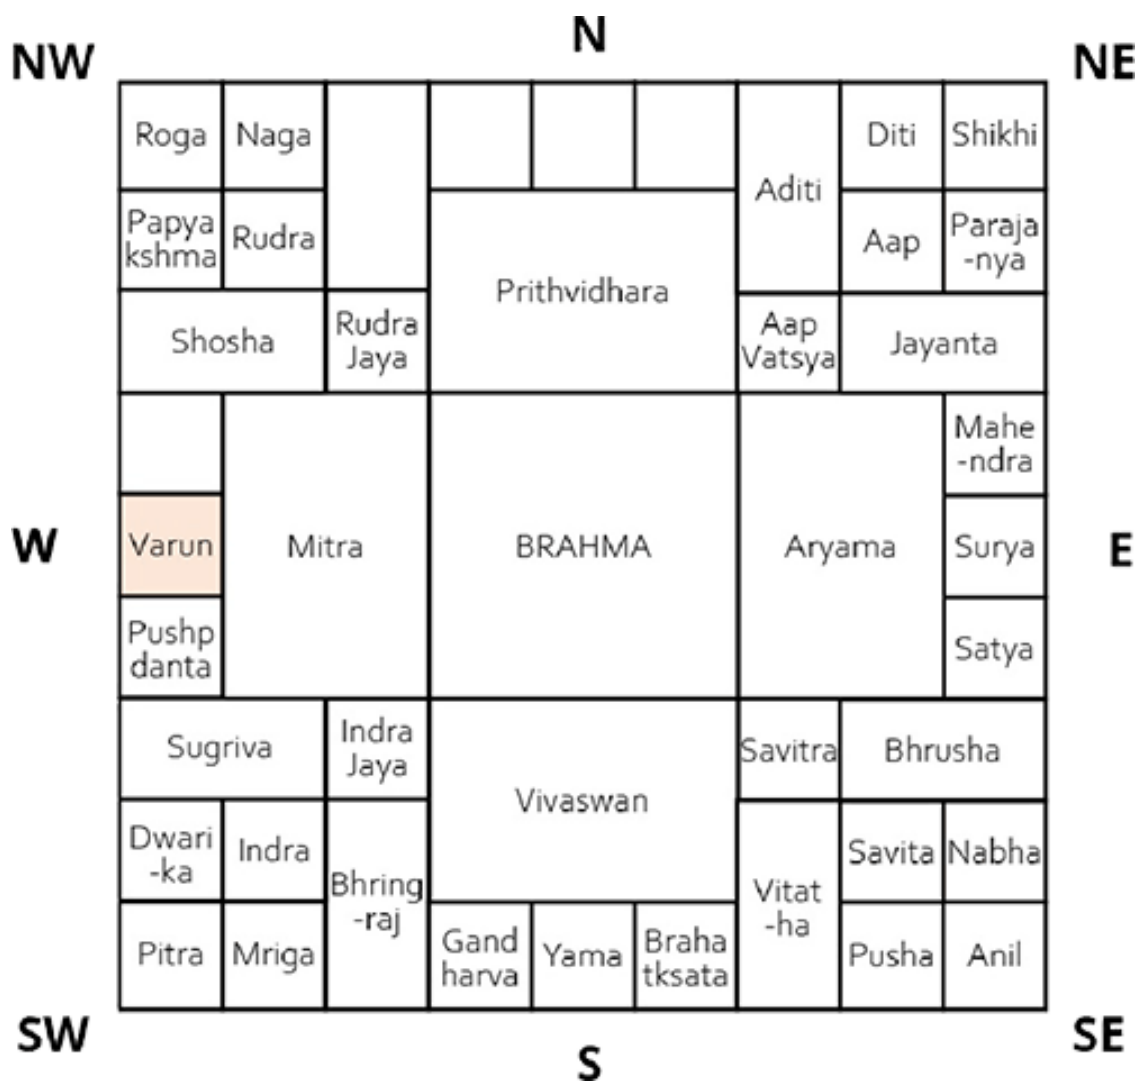 N
NW
NE
Roga
Naga
Aditi
Diti
Shikhi
Papya
kshma
Rudra
Prithvidhara
Aap
Paraja
-nya
Shosha
Rudra
Jaya
Aap
Vatsya
Jayanta
Mahe
-ndra
W
Varun
Mitra
BRAHMA
Aryama
Surya
E
Pushp
danta
Satya
Sugriva
Indra
Jaya
Vivaswan
Savitra
Bhrusha
Dwari
-ka
Indra
Bhring
-raj
Vitat
-ha
Savita
Nabha
Pitra
Mriga
Gand
harva
Yama
Braha
tksata
Pusha
Anil
SW
S
SE